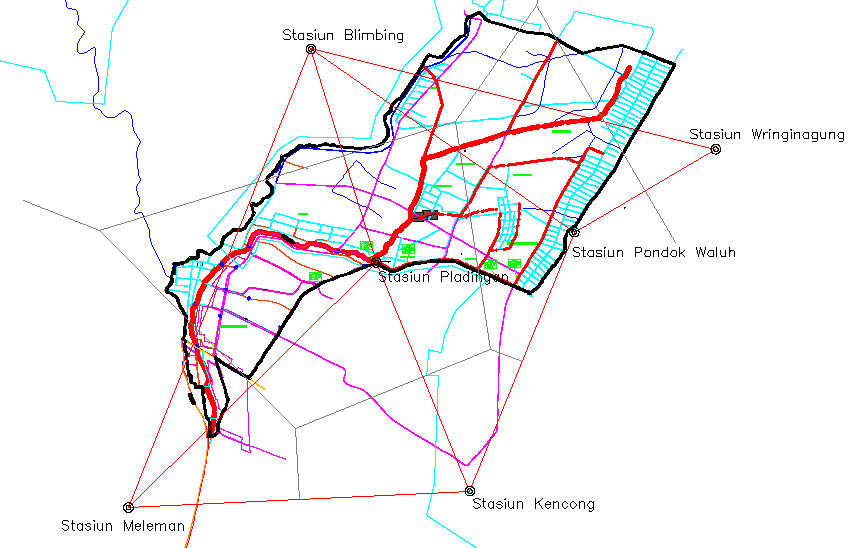 Stasiun Blimbing
Stasiun Wringinagung
Stasiun Pondok Waluh
Stasiun Pladingan
Stasiun Kencong
Stasiun Meleman